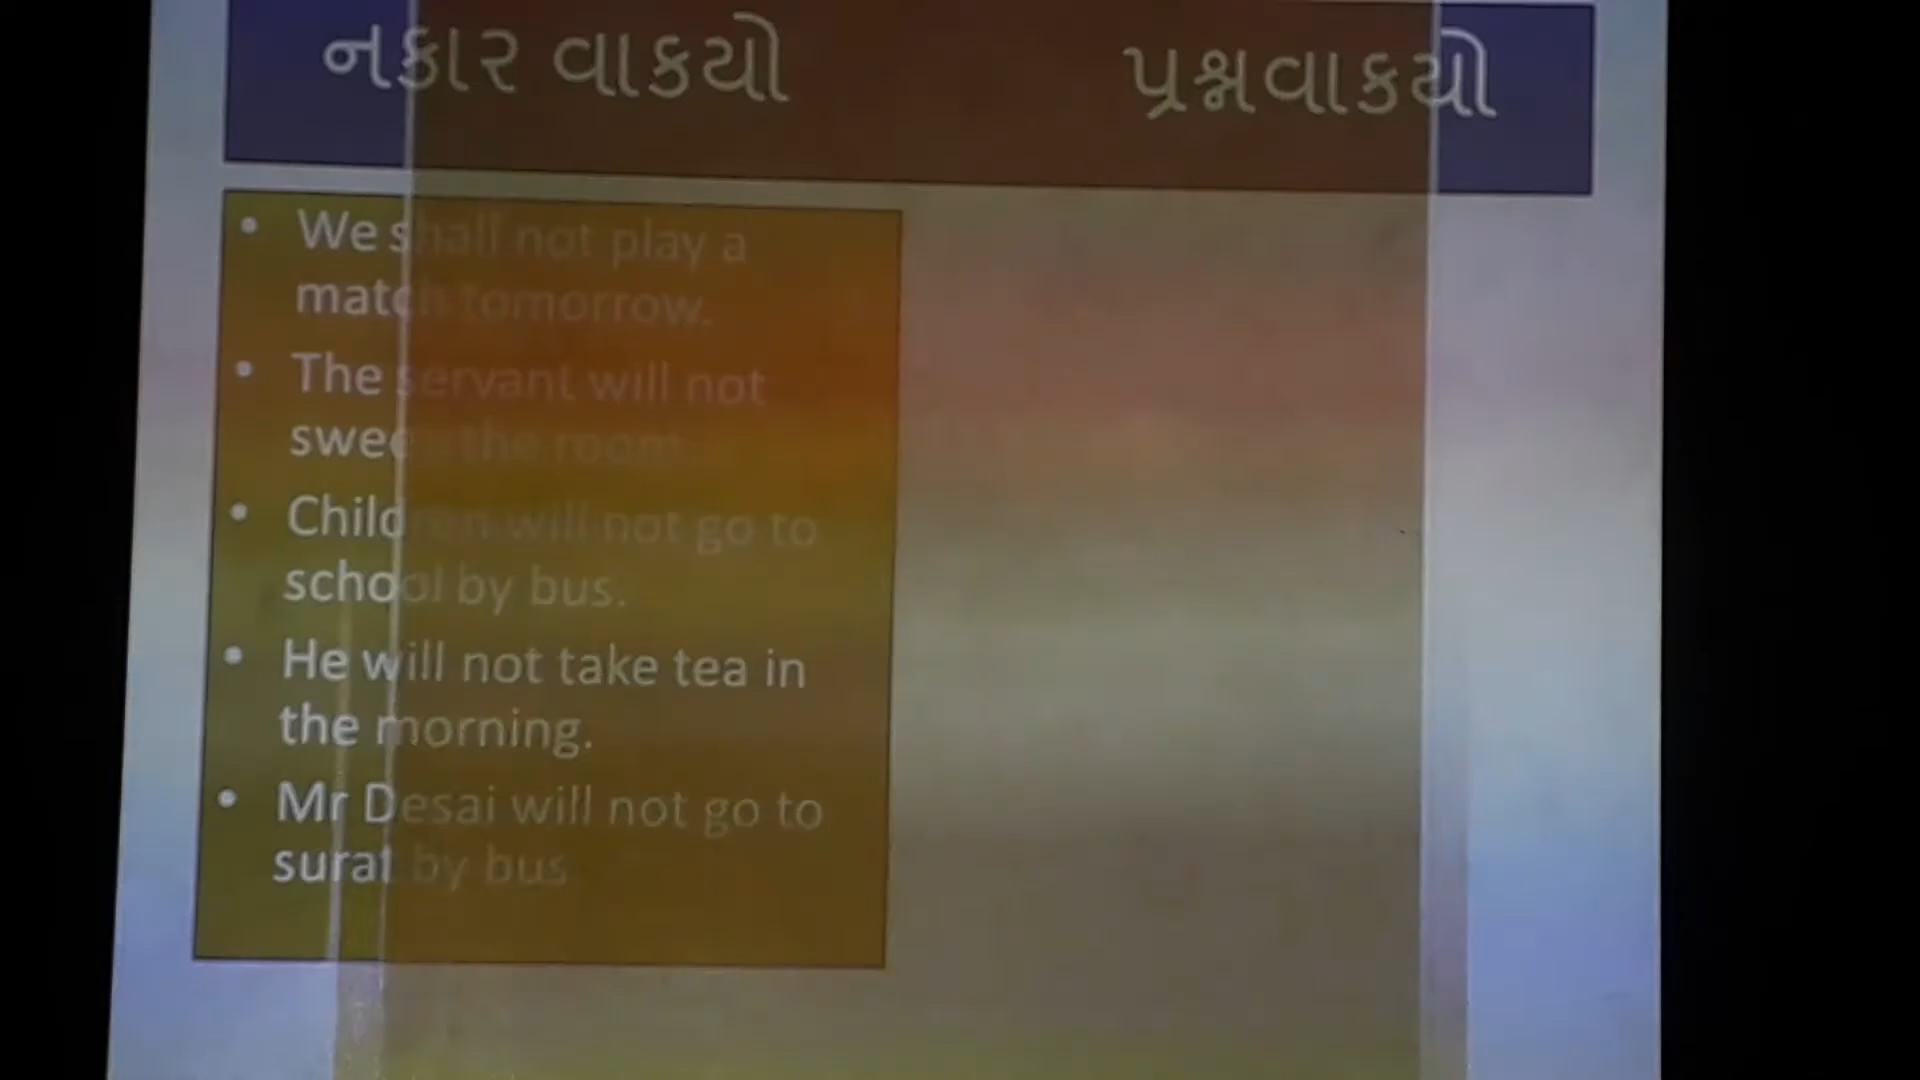 નકાર વાકયો પ્રશ્નવાકયો
• We shall not play a
match tomorrow.
• The servant will not
sweep the room.
• Children will not go to
school by bus.
• He will not take tea in
the morning.
• Mr Desai will not go to
surat by bus